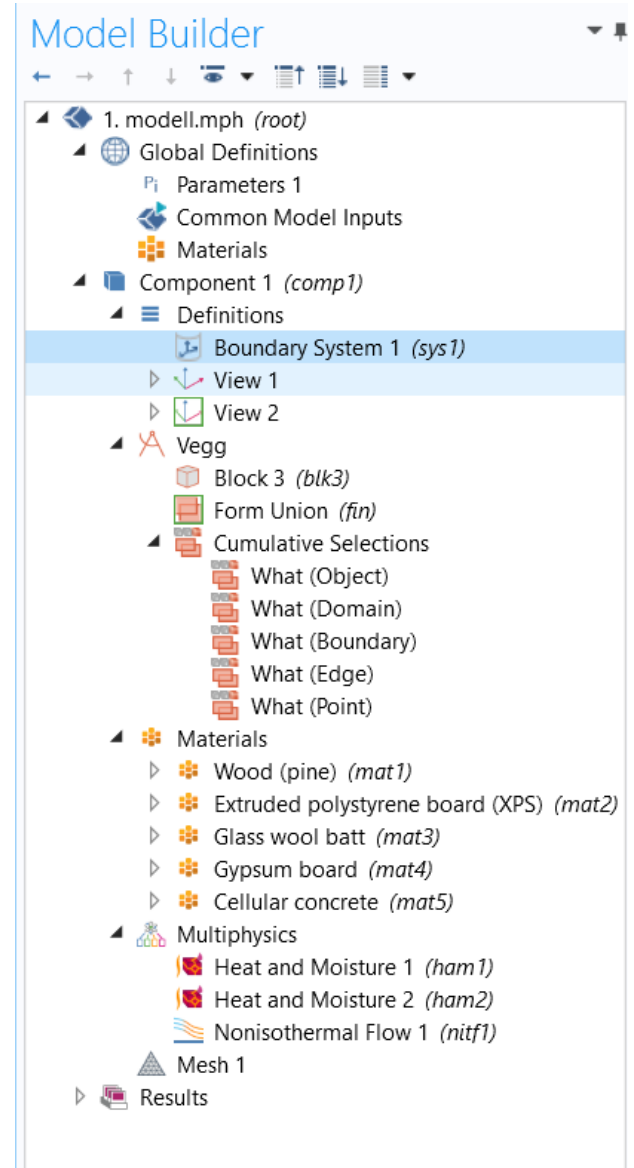 Model Builder
1. modell.mph (root)
Global Definitions
Pi Parameters 1
Common Model Inputs
Materials
Component 1 (comp1)
Definitions
Boundary System 1 (sys1)
View 1
View 2
Vegg
Block 3 (blk3)
Form Union (fin)
Cumulative Selections
What (Object)
What (Domain)
What (Boundary)
What (Edge)
What (Point)
Materials
Wood (pine) (mat1)
Extruded polystyrene board (XPS) (mat2)
Glass wool batt (mat3)
Gypsum board (mat4)
Cellular concrete (mat5)
Multiphysics
Heat and Moisture 1 (ham1)
Heat and Moisture 2 (ham2)
Nonisothermal Flow 1 (nitf1)
Mesh 1
Results